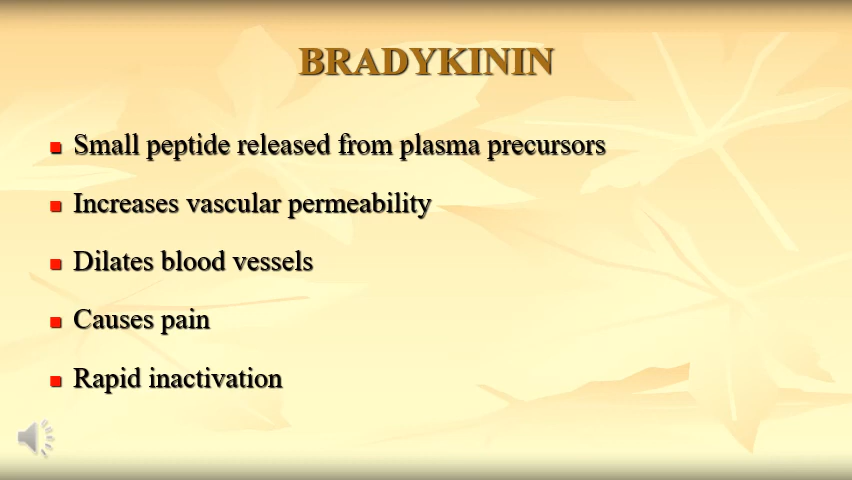 BRADYKININ
Small peptide released from plasma precursors
Increases vascular permeability
Dilates blood vessels
Causes pain
Rapid inactivation